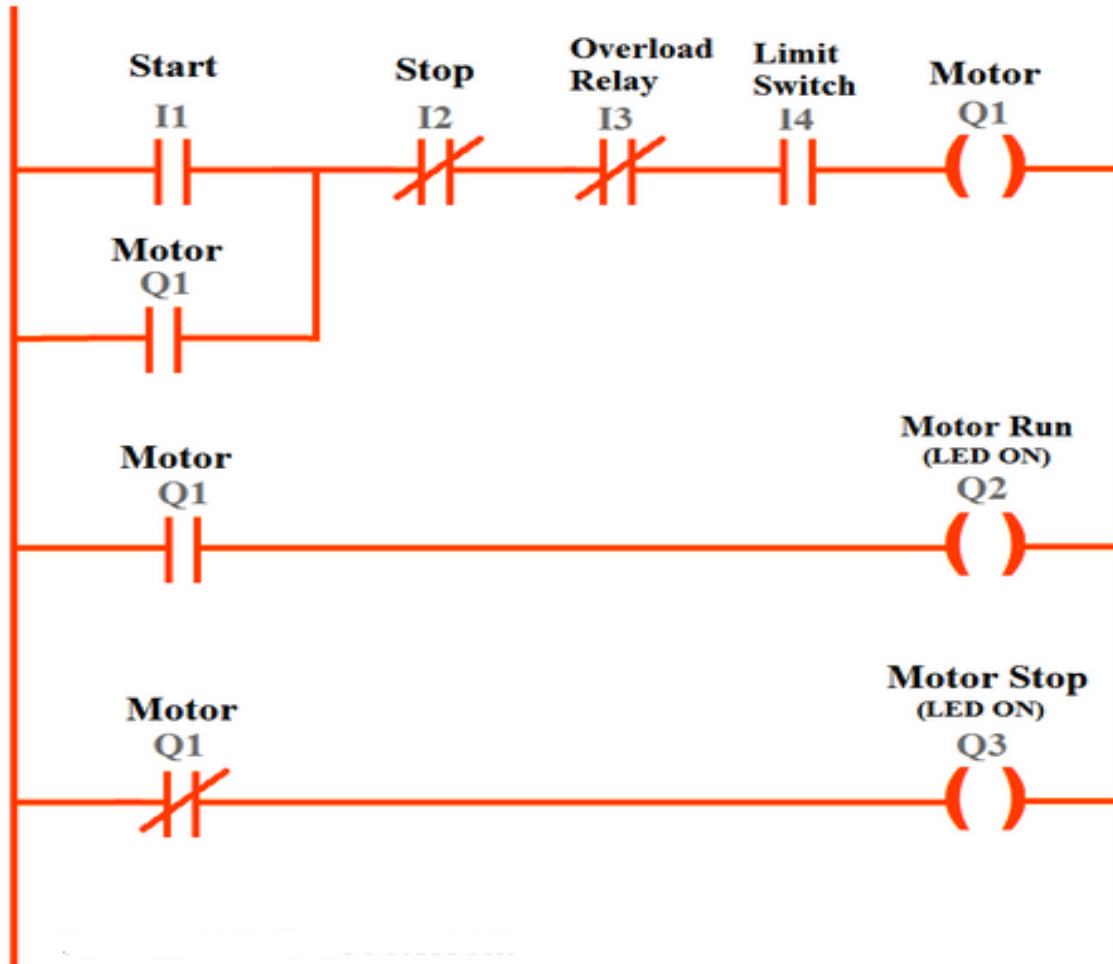 Start
I1
Stop
I2
Overload
Relay
I3
Limit
Switch
I4
Motor
Q1
Motor
Q1
Motor
Q1
Motor Run
(LED ON)
Q2
Motor
Q1
Motor Stop
(LED ON)
Q3